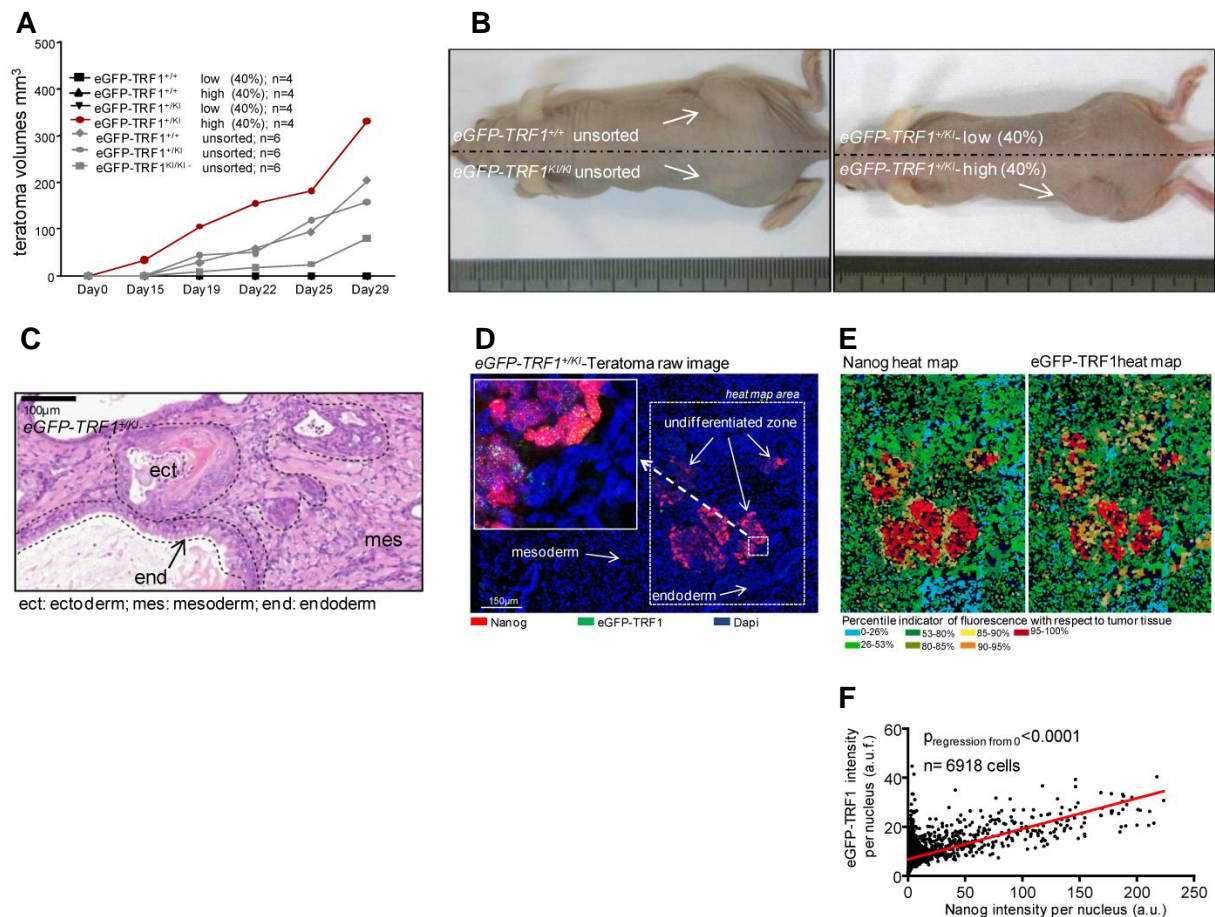 A
500
400
300
200
100
0
teratoma volumes mm³
eGFP-TRF1+/+ low (40%); n=4
eGFP-TRF1+/+ high (40%); n=4
eGFP-TRF1+/KI low (40%); n=4
eGFP-TRF1+/KI high (40%); n=4
eGFP-TRF1+/+ unsorted; n=6
eGFP-TRF1+/KI unsorted; n=6
eGFP-TRF1KI/KI - unsorted; n=6
Day0 Day15 Day19 Day22 Day25 Day29
B
eGFP-TRF1+/+ unsorted
eGFP-TRF1KI/KI unsorted
eGFP-TRF1+/KI-low (40%)
eGFP-TRF1+/KI-high (40%)
C
100µm
eGFP-TRF1+/KI
ect
end
mes
ect: ectoderm; mes: mesoderm; end: endoderm
D
eGFP-TRF1+/KI-Teratoma raw image
heat map area
undifferentiated zone
mesoderm
endoderm
150µm
Nanog eGFP-TRF1 Dapi
E
Nanog heat map eGFP-TRF1heat map
Percentile indicator of fluorescence with respect to tumor tissue
0-26% 53-80% 85-90% 95-100%
26-53% 80-85% 90-95%
F
60
40
20
0
eGFP-TRF1 intensity
per nucleus (a.u.f.)
pregression from 0<0.0001
n= 6918 cells
0 50 100 150 200 250
Nanog intensity per nucleus (a.u.)